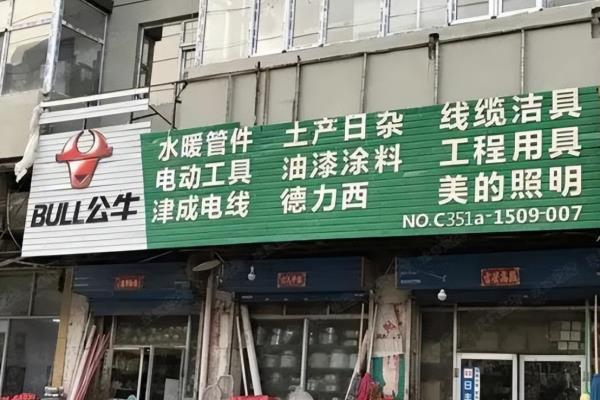 BULL公牛
水暖管件 土产日杂 线缆洁具
电动工具 油漆涂料 工程用具
津成电线 德力西 美的照明
NO.C351a-1509-007